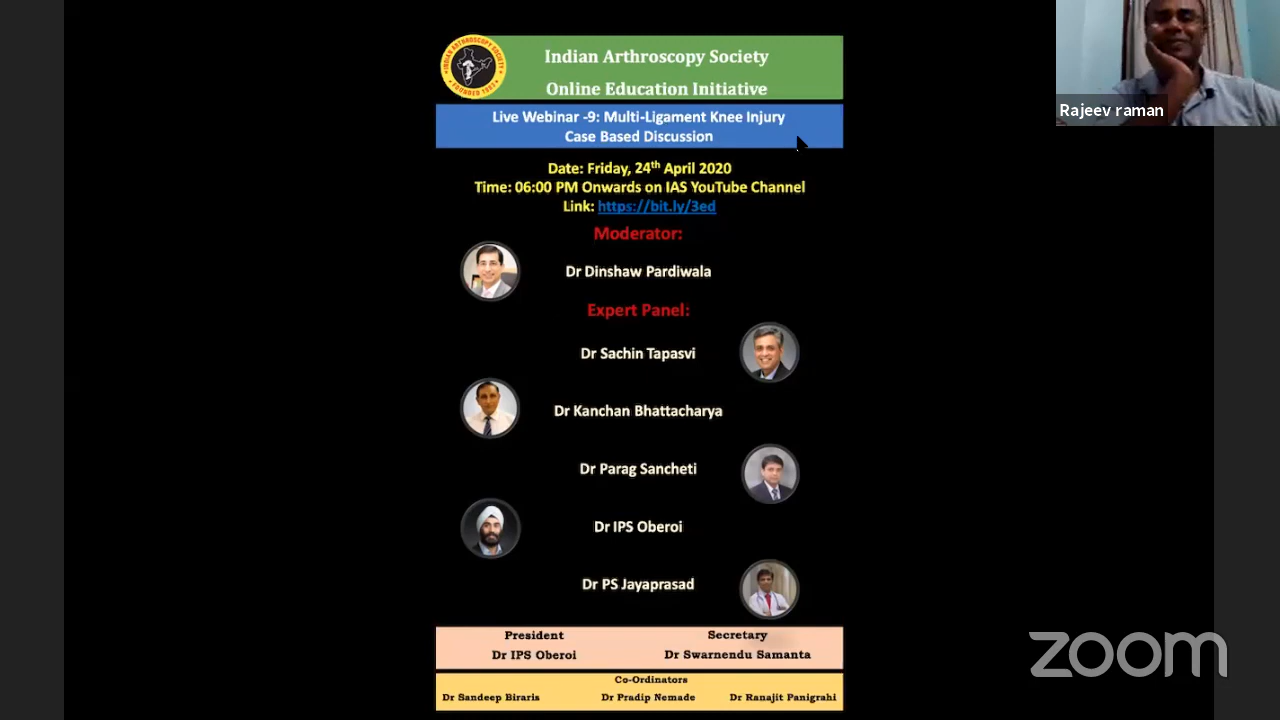 Indian Arthroscopy Society
Online Education Initiative
INDIAN ARTHROSCOPY SOCIETY
Live Webinar -9: Multi-Ligament Knee Injury
Case Based Discussion
Date: Friday, 24th April 2020
Time: 06:00 PM Onwards on IAS YouTube Channel
Link: https://bit.ly/3ed
Moderator:
Dr Dinshaw Pardiwala
Expert Panel:
Dr Sachin Tapasvi
Dr Kanchan Bhattacharya
Dr Parag Sancheti
Dr IPS Oberoi
Dr PS Jayaprasad
President
Secretary
Dr IPS Oberoi
Dr Swarnendu Samanta
Co-Ordinators
Dr Sandeep Biraris
Dr Pradip Nemade
Dr Ranajit Panigrahi
Rajeev raman
zoom